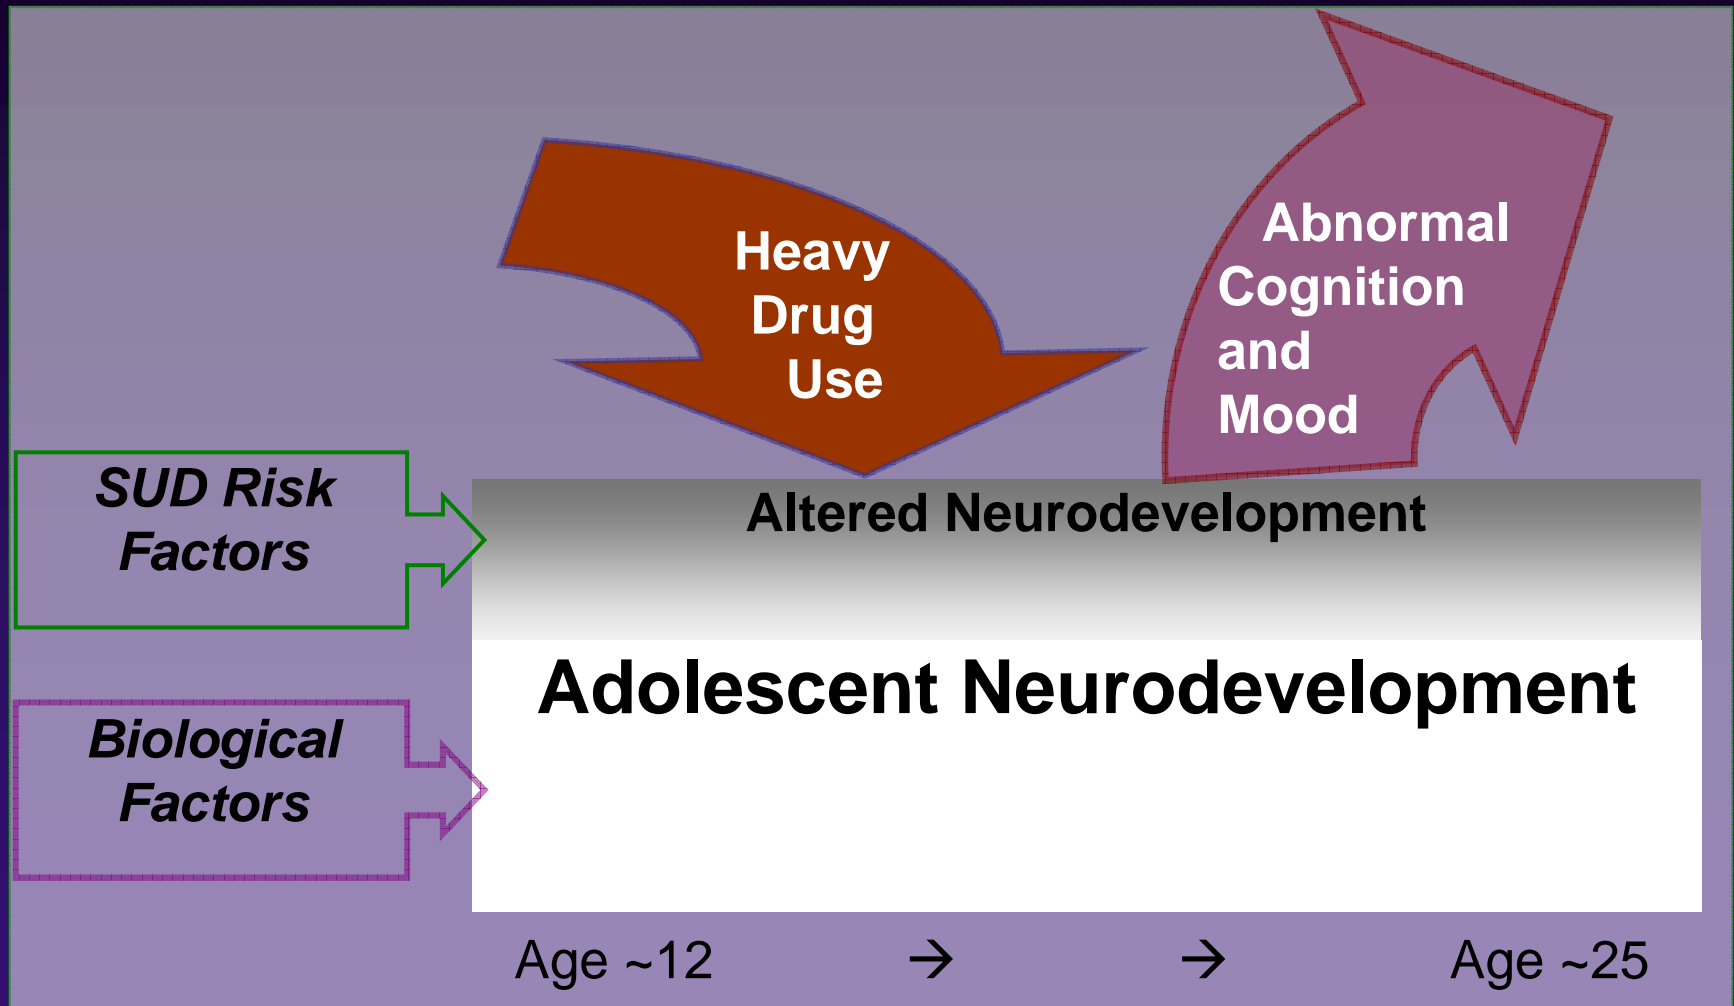 Heavy
Drug
Use
Abnormal
Cognition
and
Mood
SUD Risk
Factors
Altered Neurodevelopment
Adolescent Neurodevelopment
Biological
Factors
Age ~12 → → Age ~25